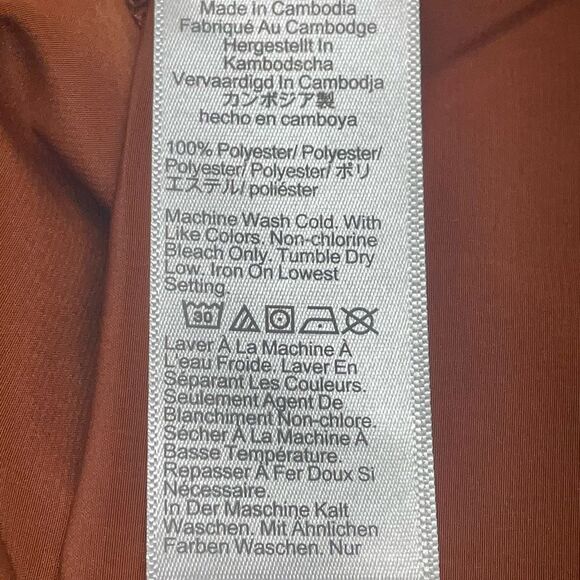 Made in Cambodia
Fabriqué Au Cambodge
Hergestellt In
Kambodscha
Vervaardigd In Cambodja
カンボジア製
hecho en camboya
100% Polyester/ Polyester/
Polyester/ Polyester/ ポリ
エステル/ poliéster
Machine Wash Cold. With
Like Colors. Non-chlorine
Bleach Only. Tumble Dry
Low. Iron On Lowest
Setting.
30
Laver À La Machine À
L'eau Froide. Laver En
Séparant Les Couleurs.
Seulement Agent De
Blanchiment Non-chlore.
Sécher À La Machine À
Basse Température.
Repasser À Fer Doux Si
Nécessaire
In Der Maschine Kalt
Waschen. Mit Ähnlichen
Farben Waschen. Nur